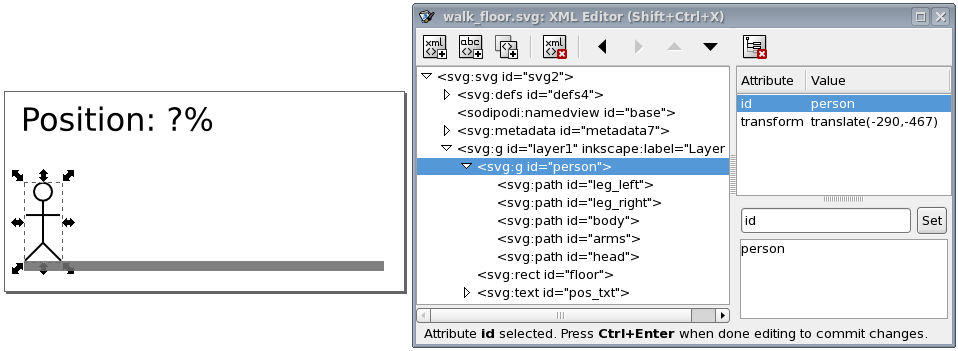 walk_floor.svg: XML Editor (Shift+Ctrl+X)
xml abc xml
Position: ?%
<svg:svg id="svg2">
<svg:defs id="defs4">
<sodipodi:namedview id="base">
<svg:metadata id="metadata7">
<svg:g id="layer1" inkscape:label="Layer
<svg:g id="person">
<svg:path id="leg_left">
<svg:path id="leg_right">
<svg:path id="body">
<svg:path id="arms">
<svg:path id="head">
<svg:rect id="floor">
<svg:text id="pos_txt">
Attribute Value
id person
transform translate(-290,-467)
id Set
person
Attribute id selected. Press Ctrl+Enter when done editing to commit changes.